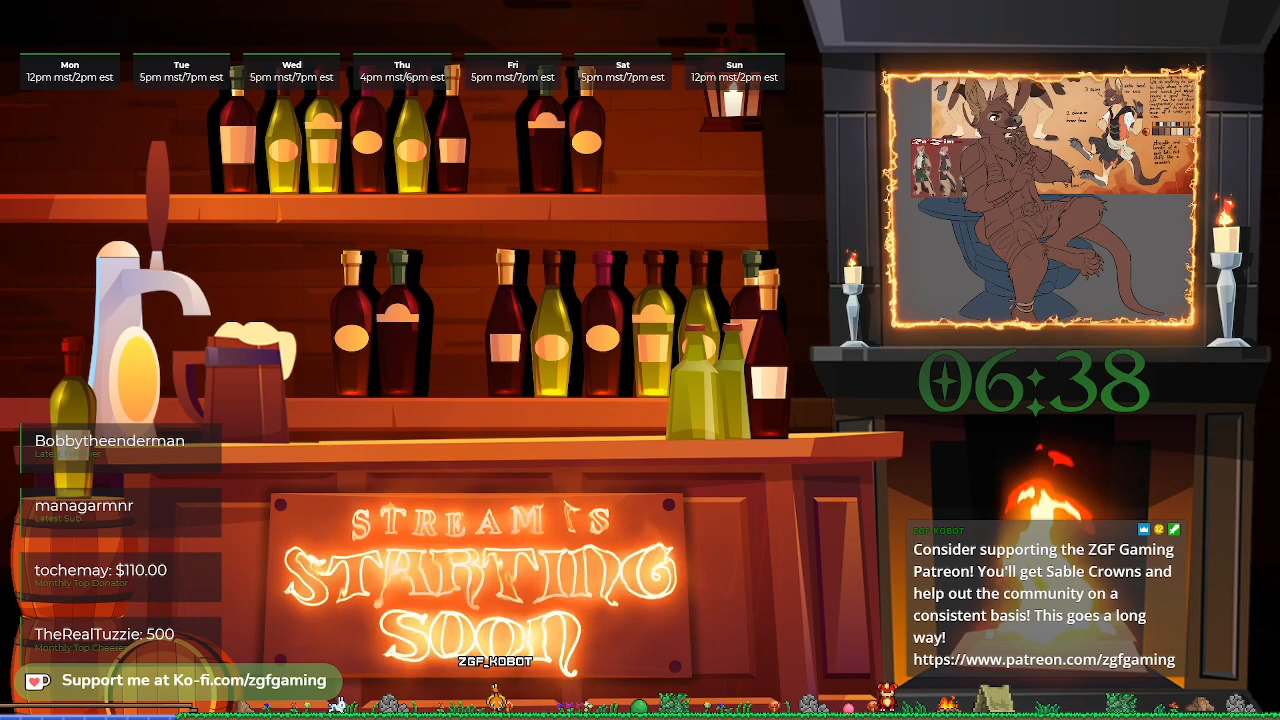 Mon
12pm mst/2pm est
Tue
5pm mst/7pm est
Wed
5pm mst/7pm est
Thu
4pm mst/6pm est
Fri
5pm mst/7pm est
Sat
5pm mst/7pm est
Sun
12pm mst/2pm est
06:38
Bobbytheenderman
managarmnr
Latest Sub
tochemay: $110.00
Monthly Top Donator
TheRealTuzzie: 500
Monthly Top Cheerer
STREAM IS
STARTING
SOON
ZGF_KOBOT
Support me at Ko-fi.com/zgfgaming
ZGF_KOBOT
Consider supporting the ZGF Gaming
Patreon! You'll get Sable Crowns and
help out the community on a
consistent basis! This goes a long
way!
https://www.patreon.com/zgfgaming